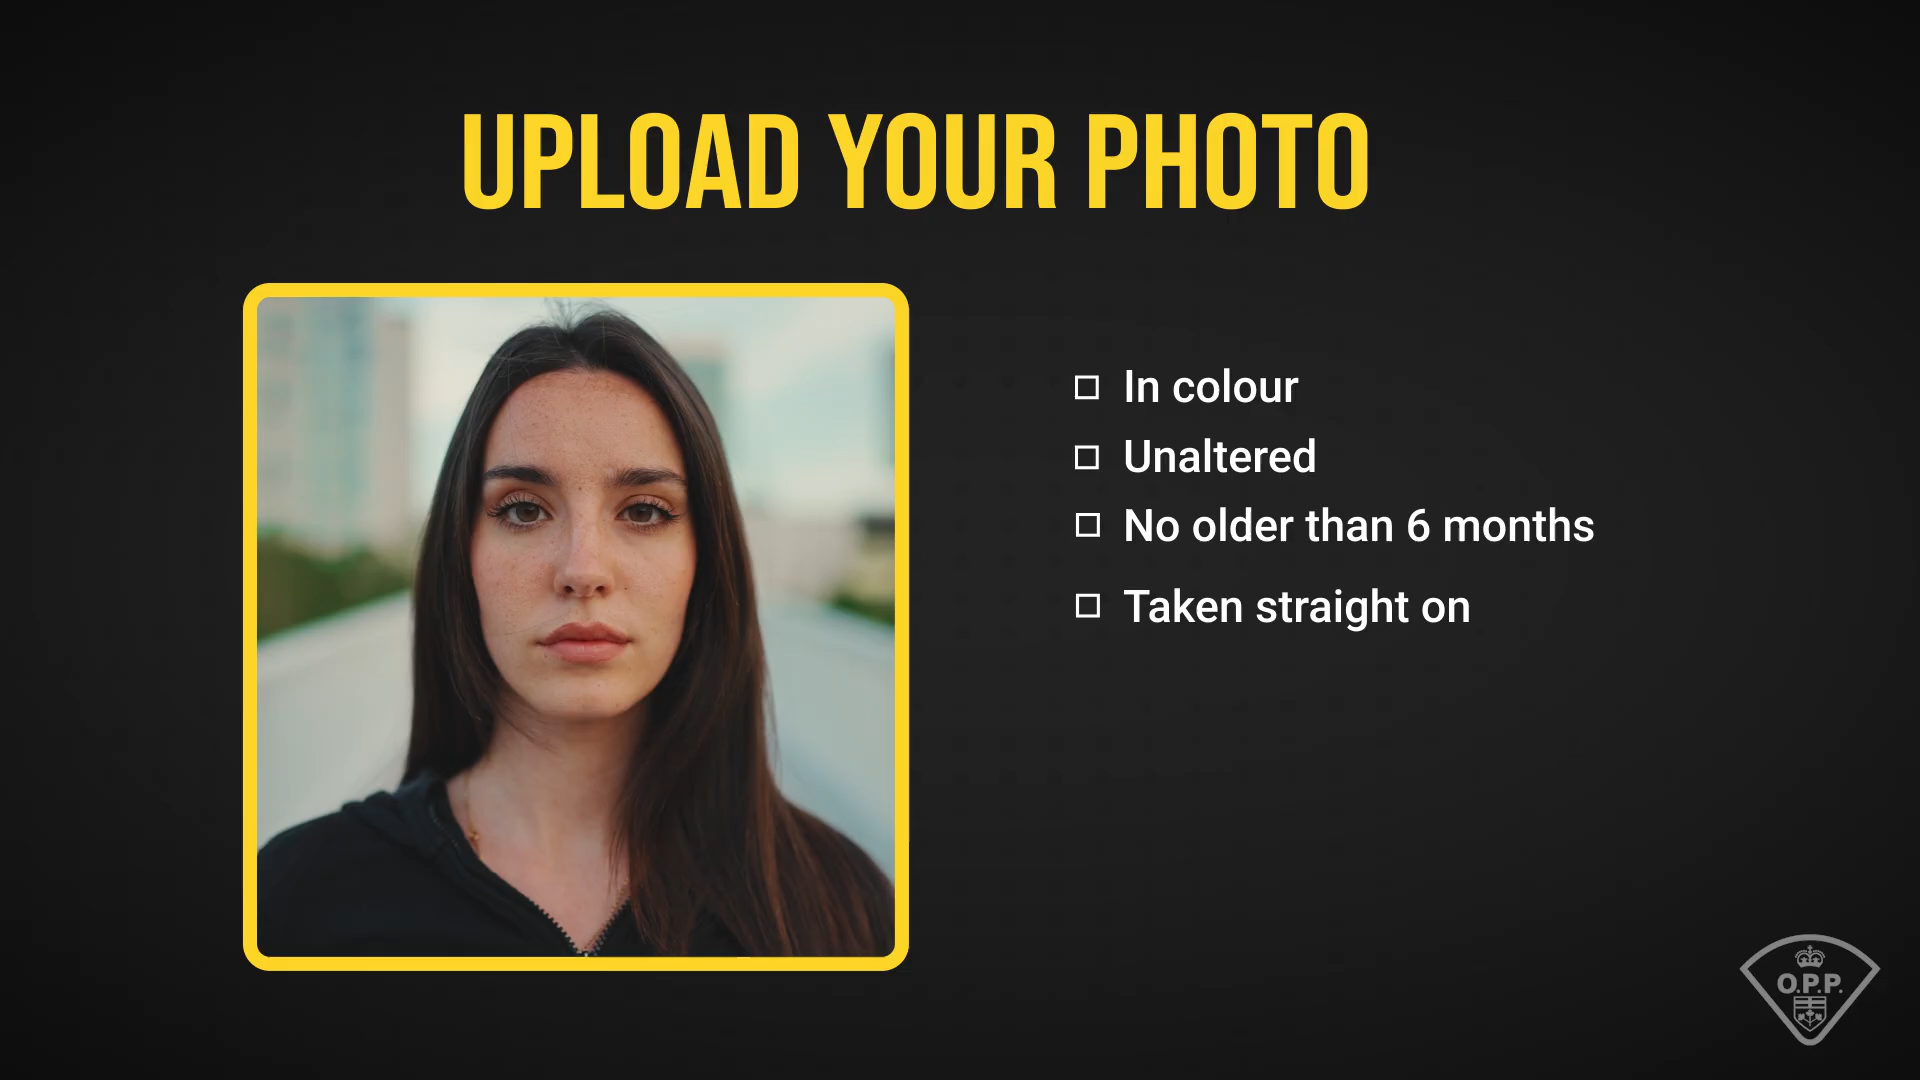 UPLOAD YOUR PHOTO
In colour
Unaltered
No older than 6 months
Taken straight on
O.P.P.